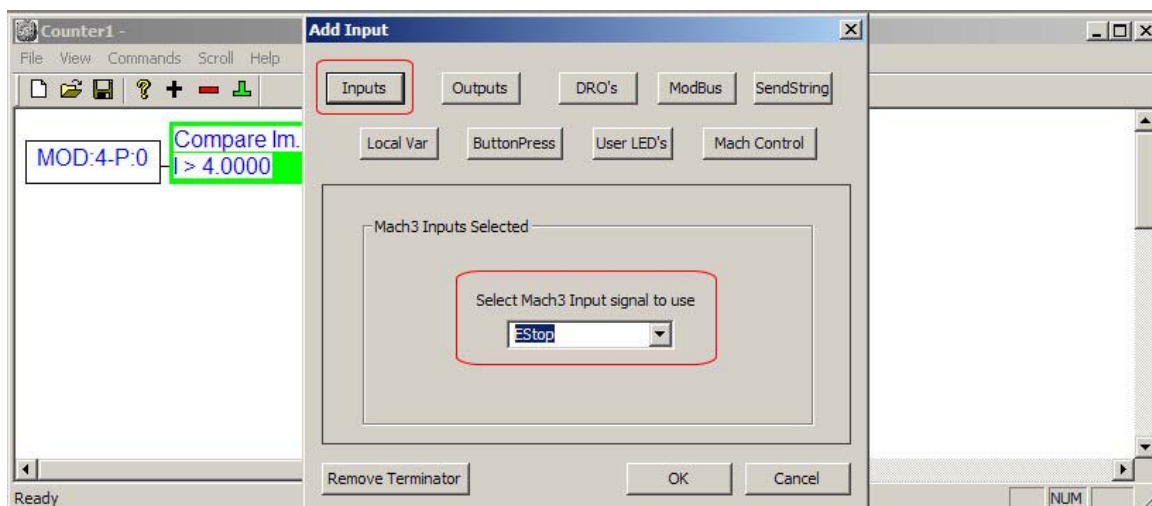 Counter1 -
File View Commands Scroll Help
MOD:4-P:0
Compare Im.
I > 4.0000
Add Input
Inputs Outputs DRO's ModBus SendString
Local Var ButtonPress User LED's Mach Control
Mach3 Inputs Selected
Select Mach3 Input signal to use
EStop
Remove Terminator OK Cancel
Ready NUM